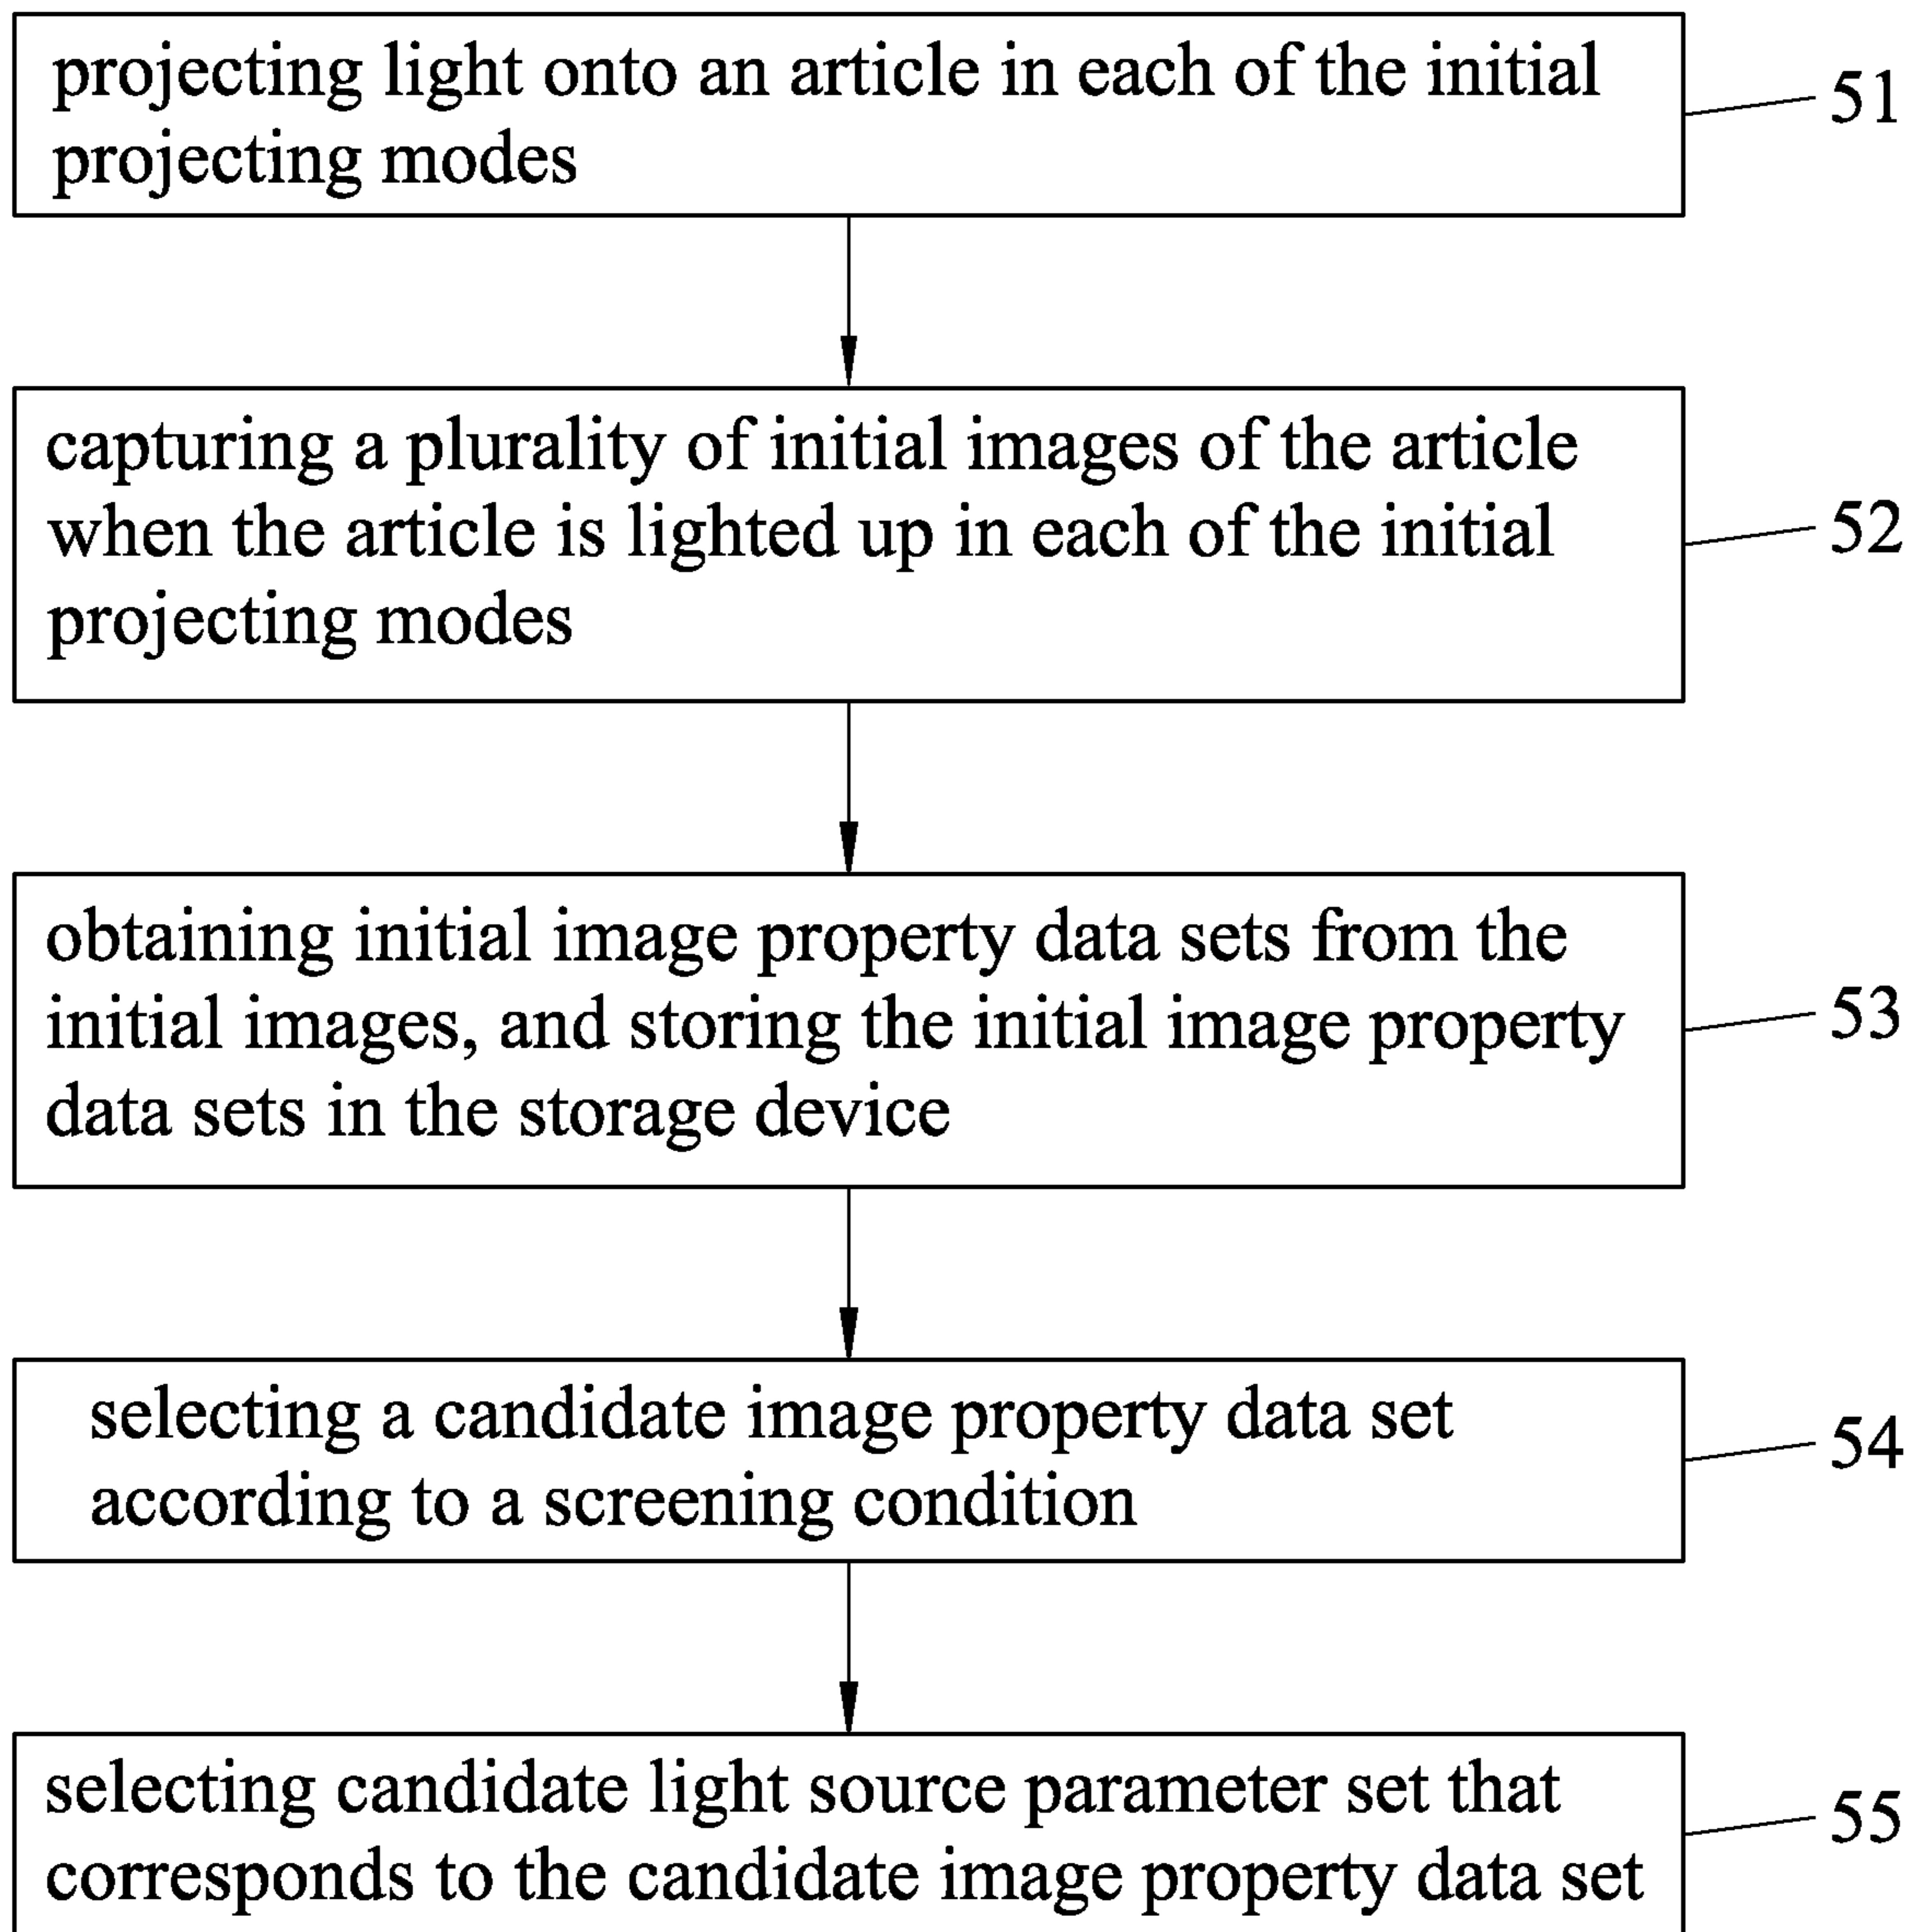 projecting light onto an article in each of the initial
projecting modes
51
capturing a plurality of initial images of the article
when the article is lighted up in each of the initial
projecting modes
52
obtaining initial image property data sets from the
initial images, and storing the initial image property
data sets in the storage device
53
selecting a candidate image property data set
according to a screening condition
54
selecting candidate light source parameter set that
corresponds to the candidate image property data set
55